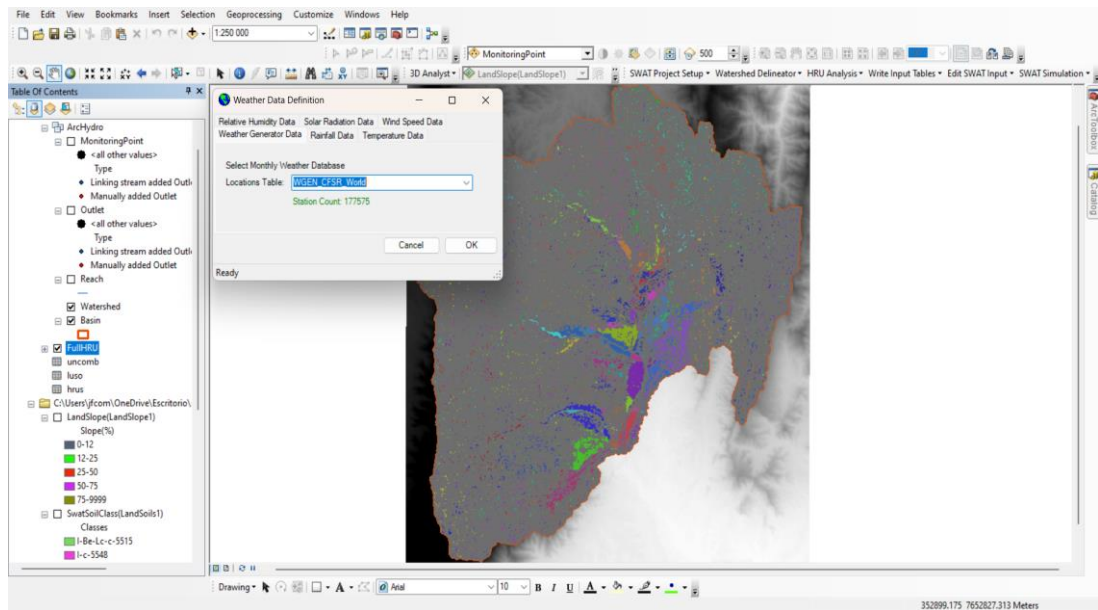 File Edit View Bookmarks Insert Selection Geoprocessing Customize Windows Help
1:250 000
MonitoringPoint 500
3D Analyst LandSlope(LandSlope1) SWAT Project Setup Watershed Delineator HRU Analysis Write Input Tables Edit SWAT Input SWAT Simulation
Table Of Contents
ArcHydro
MonitoringPoint
<all other values>
Type
Linking stream added Outl
Manually added Outlet
Outlet
<all other values>
Type
Linking stream added Outl
Manually added Outlet
Reach
Watershed
Basin
FullHRU
uncomb
luso
hrus
C:\Users\jfcorn\OneDrive\Escritorio\
LandSlope(LandSlope1)
Slope(%)
0-12
12-25
25-50
50-75
75-9999
SwatSoilClass(LandSoils1)
Classes
I-Be-Lc-c-5515
I-c-5548
Weather Data Definition
Relative Humidity Data Solar Radiation Data Wind Speed Data
Weather Generator Data Rainfall Data Temperature Data
Select Monthly Weather Database
Locations Table: WGEN_CFSR_World
Station Count: 177575
Cancel OK
Ready
ArcToolbox
Catalog
Drawing A Arial 10 B I U A
352899.175 7652827.313 Meters